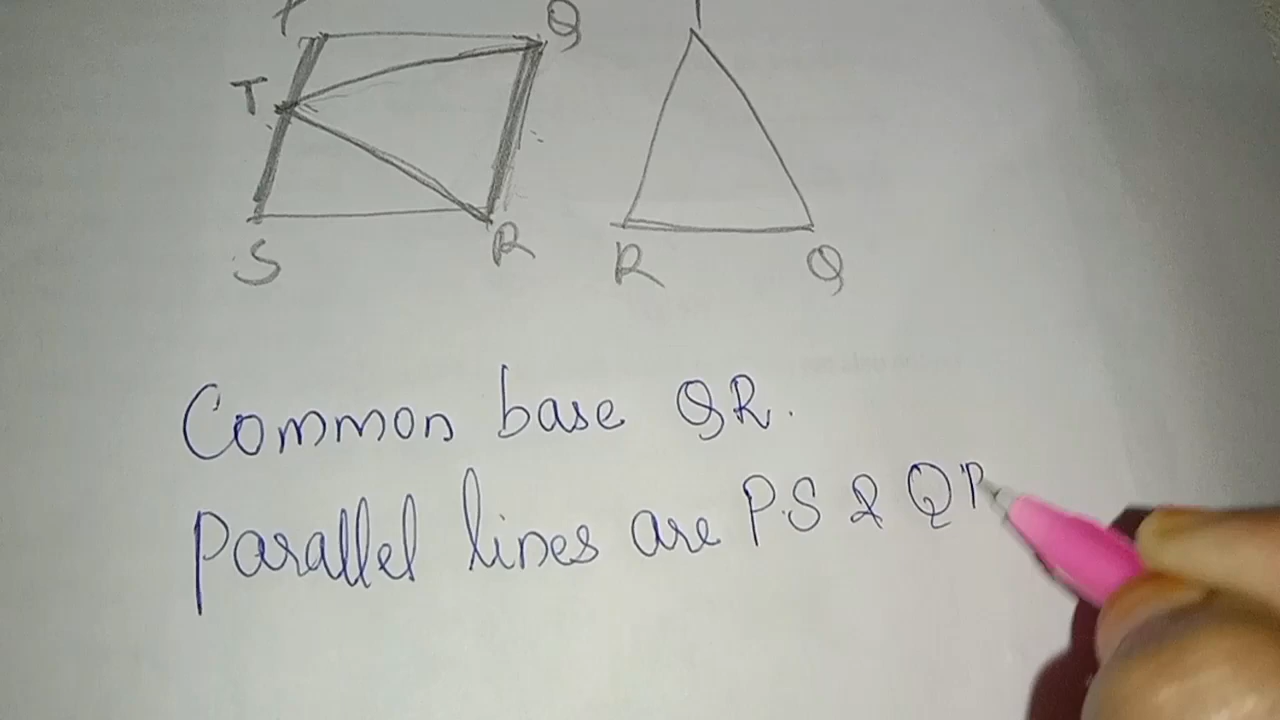 Q
T
S
R
R
Q
Common base QR.
Parallel lines are PS & QR